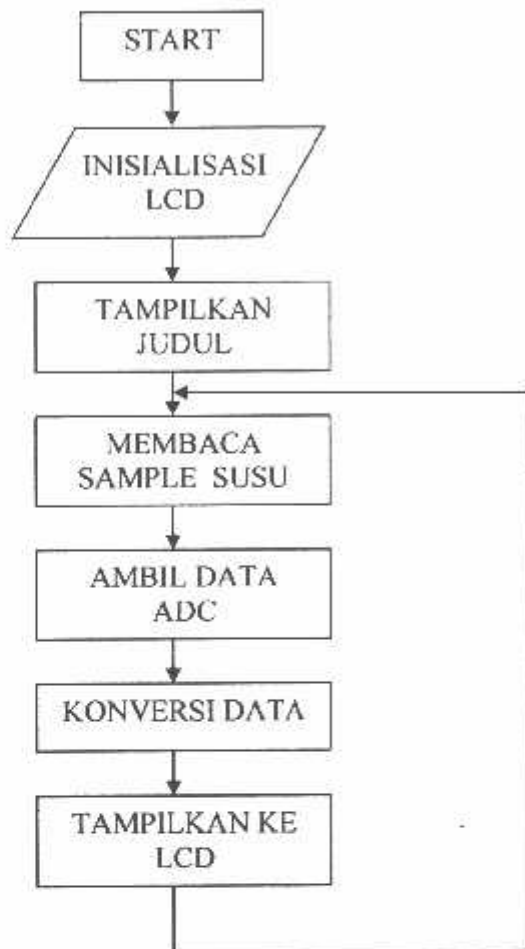 START
INISIALISASI
LCD
TAMPILKAN
JUDUL
MEMBACA
SAMPLE SUSU
AMBIL DATA
ADC
KONVERSI DATA
TAMPILKAN KE
LCD